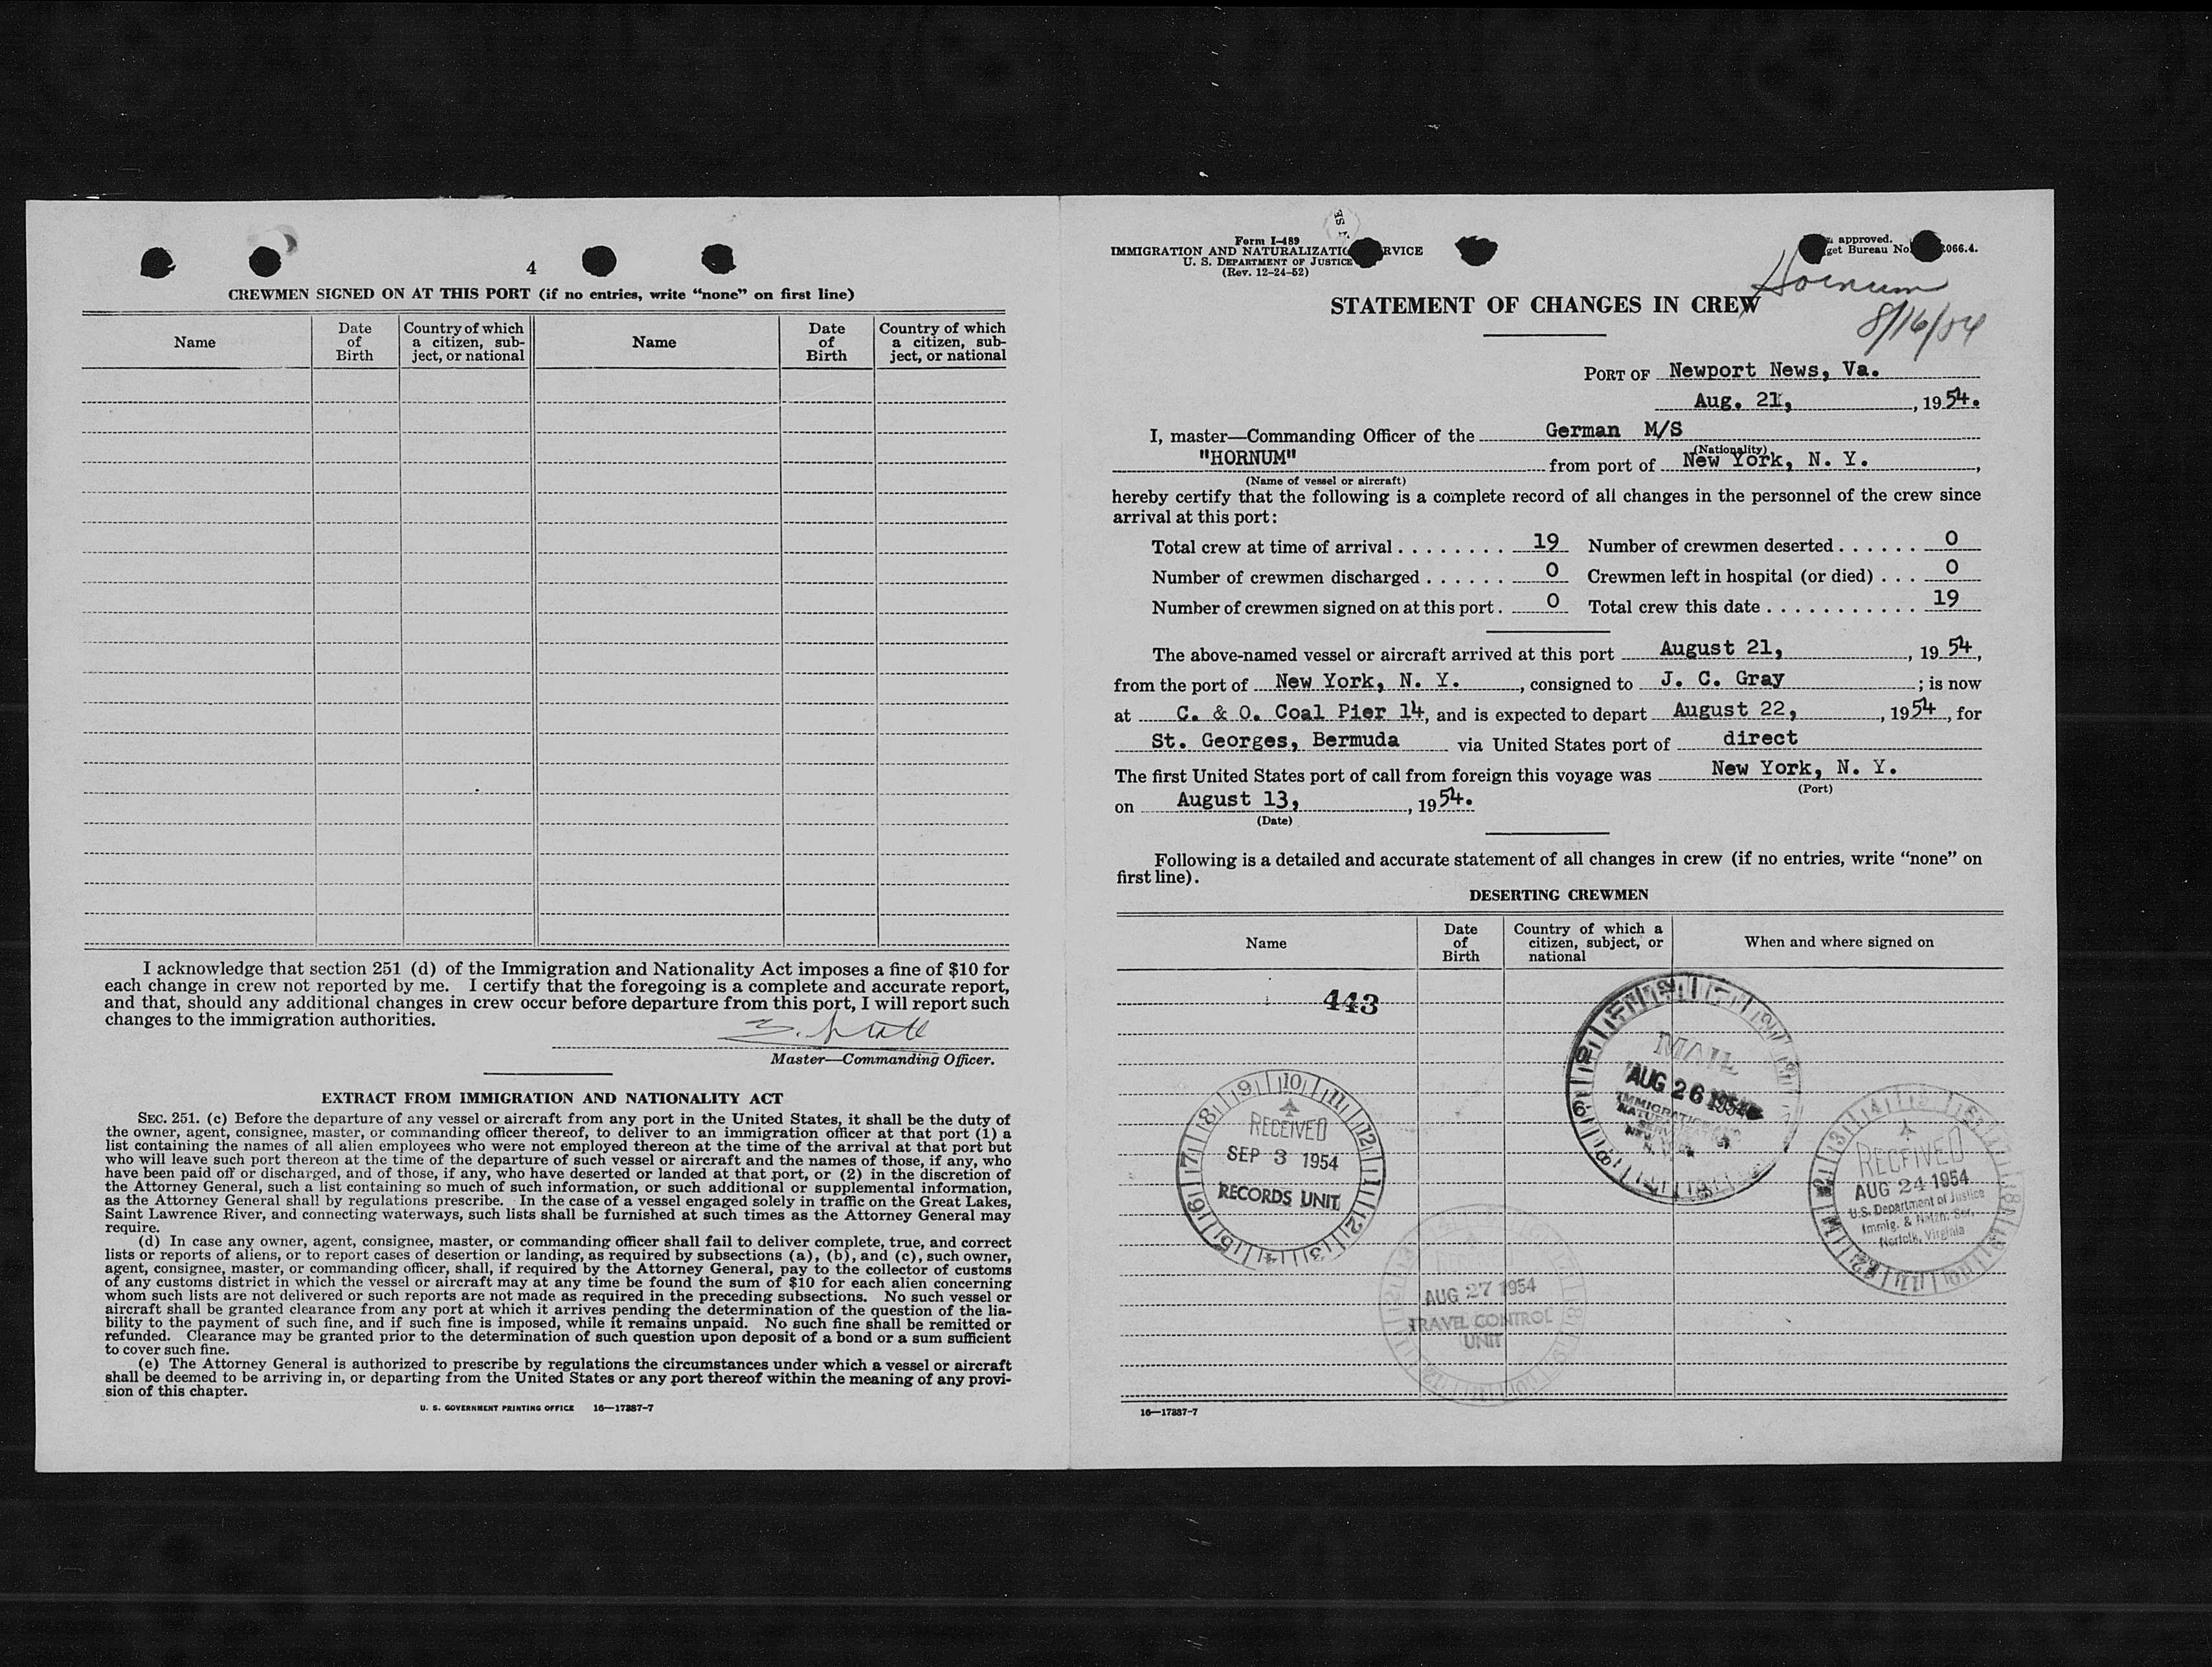 4
CREWMEN SIGNED ON AT THIS PORT (if no entries, write “none” on first line)
Name
Date of Birth
Country of which a citizen, sub-ject, or national
Name
Date of Birth
Country of which a citizen, sub-ject, or national
I acknowledge that section 251 (d) of the Immigration and Nationality Act imposes a fine of $10 for
each change in crew not reported by me. I certify that the foregoing is a complete and accurate report,
and that, should any additional changes in crew occur before departure from this port, I will report such
changes to the immigration authorities.
Master—Commanding Officer.
EXTRACT FROM IMMIGRATION AND NATIONALITY ACT
SEC. 251. (c) Before the departure of any vessel or aircraft from any port in the United States, it shall be the duty of
the owner, agent, consignee, master, or commanding officer thereof, to deliver to an immigration officer at that port (1) a
list containing the names of all alien employees who were not employed thereon at the time of the arrival at that port but
who will leave such port thereon at the time of the departure of such vessel or aircraft and the names of those, if any, who
have been paid off or discharged, and of those, if any, who have deserted or landed at that port, or (2) in the discretion of
the Attorney General, such a list containing so much of such information, or such additional or supplemental information,
as the Attorney General shall by regulations prescribe. In the case of a vessel engaged solely in traffic on the Great Lakes,
Saint Lawrence River, and connecting waterways, such lists shall be furnished at such times as the Attorney General may
require.
(d) In case any owner, agent, consignee, master, or commanding officer shall fail to deliver complete, true, and correct
lists or reports of aliens, or to report cases of desertion or landing, as required by subsections (a), (b), and (c), such owner,
agent, consignee, master, or commanding officer, shall, if required by the Attorney General, pay to the collector of customs
of any customs district in which the vessel or aircraft may at any time be found the sum of $10 for each alien concerning
whom such lists are not delivered or such reports are not made as required in the preceding subsections. No such vessel or
aircraft shall be granted clearance from any port at which it arrives pending the determination of the question of the lia-
bility to the payment of such fine, and if such fine is imposed, while it remains unpaid. No such fine shall be remitted or
refunded. Clearance may be granted prior to the determination of such question upon deposit of a bond or a sum sufficient
to cover such fine.
(e) The Attorney General is authorized to prescribe by regulations the circumstances under which a vessel or aircraft
shall be deemed to be arriving in, or departing from the United States or any port thereof within the meaning of any provi-
sion of this chapter.
U. S. GOVERNMENT PRINTING OFFICE 16—17887-7
Form I-489
IMMIGRATION AND NATURALIZATIO RVICE
U. S. DEPARTMENT OF JUSTICE
(Rev. 12-24-52)
approved.
get Bureau No. 066.4.
Hornum
8/16/54
STATEMENT OF CHANGES IN CREW
PORT OF Newport News, Va.
Aug. 21, , 1954.
I, master—Commanding Officer of the German M/S
(Nationality)
"HORNUM" from port of New York, N. Y. ,
(Name of vessel or aircraft)
hereby certify that the following is a complete record of all changes in the personnel of the crew since
arrival at this port:
Total crew at time of arrival . . . . . . . . 19 Number of crewmen deserted . . . . . . 0
Number of crewmen discharged . . . . . . 0 Crewmen left in hospital (or died) . . . 0
Number of crewmen signed on at this port . 0 Total crew this date . . . . . . . . . . . . 19
The above-named vessel or aircraft arrived at this port August 21, , 1954,
from the port of New York, N. Y. , consigned to J. C. Gray ; is now
at C. & O. Coal Pier 14, and is expected to depart August 22, , 1954, for
St. Georges, Bermuda via United States port of direct
The first United States port of call from foreign this voyage was New York, N. Y.
(Port)
on August 13, , 1954.
(Date)
Following is a detailed and accurate statement of all changes in crew (if no entries, write “none” on
first line).
DESERTING CREWMEN
Name
Date of Birth
Country of which a citizen, subject, or national
When and where signed on
443
MAIL
AUG 26 1954
RECEIVED
SEP 3 1954
RECORDS UNIT
RECEIVED
AUG 24 1954
U.S. Department of Justice
Immig. & Natzn. Ser.
Norfolk, Virginia
AUG 27 1954
TRAVEL CONTROL
UNIT
16—17887-7